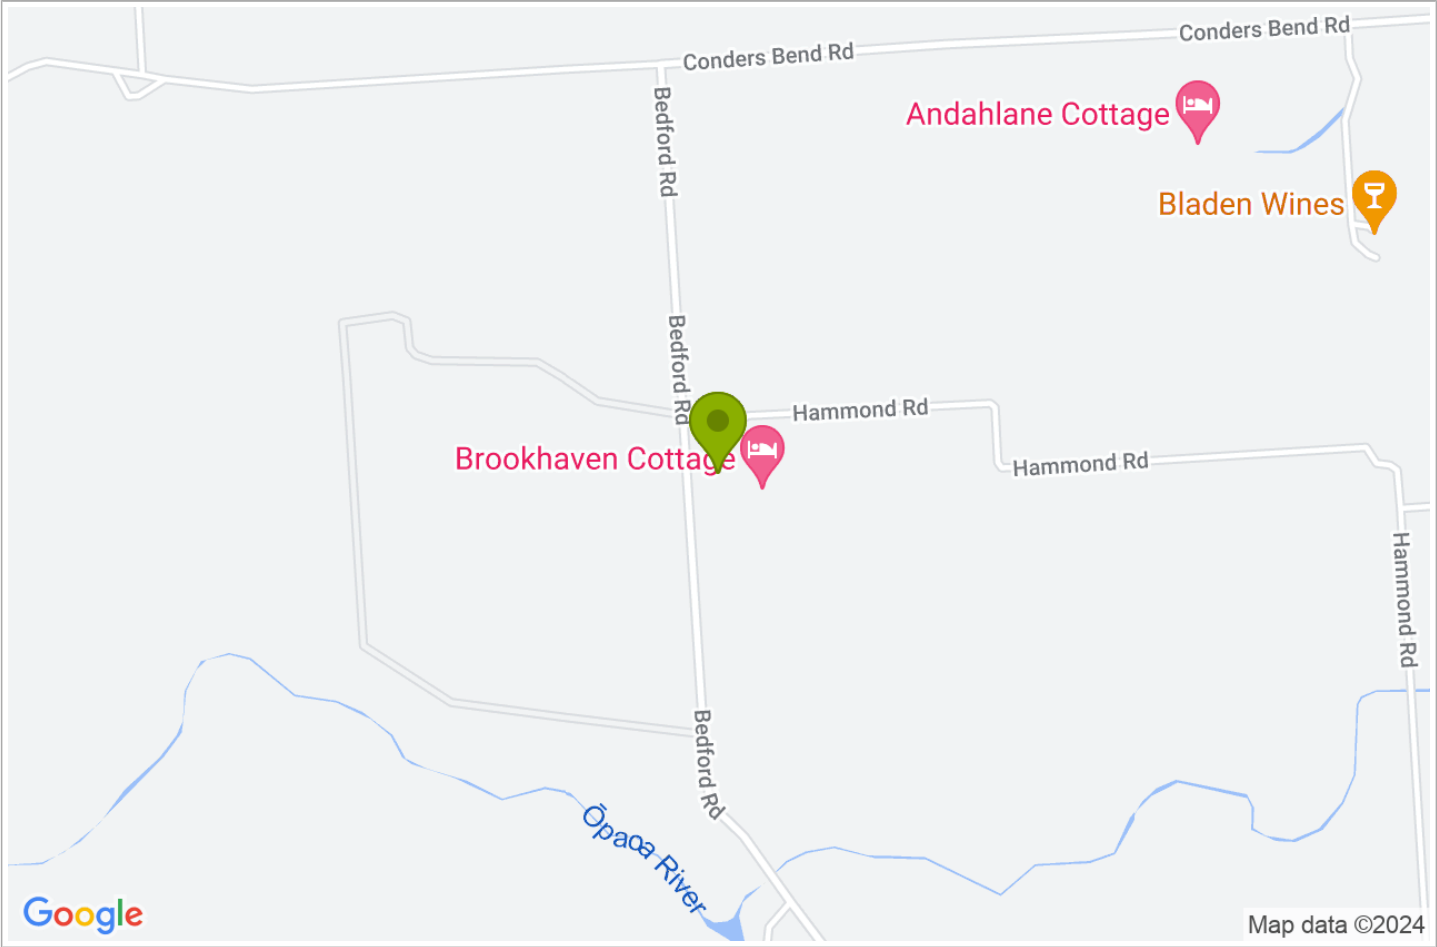 Conders Bend Rd
Conders Bend Rd
Bedford Rd
Andahlane Cottage
Bladen Wines
Bedford Rd
Hammond Rd
Brookhaven Cottage
Hammond Rd
Hammond Rd
Bedford Rd
Ōpaoa River
Google
Map data ©2024